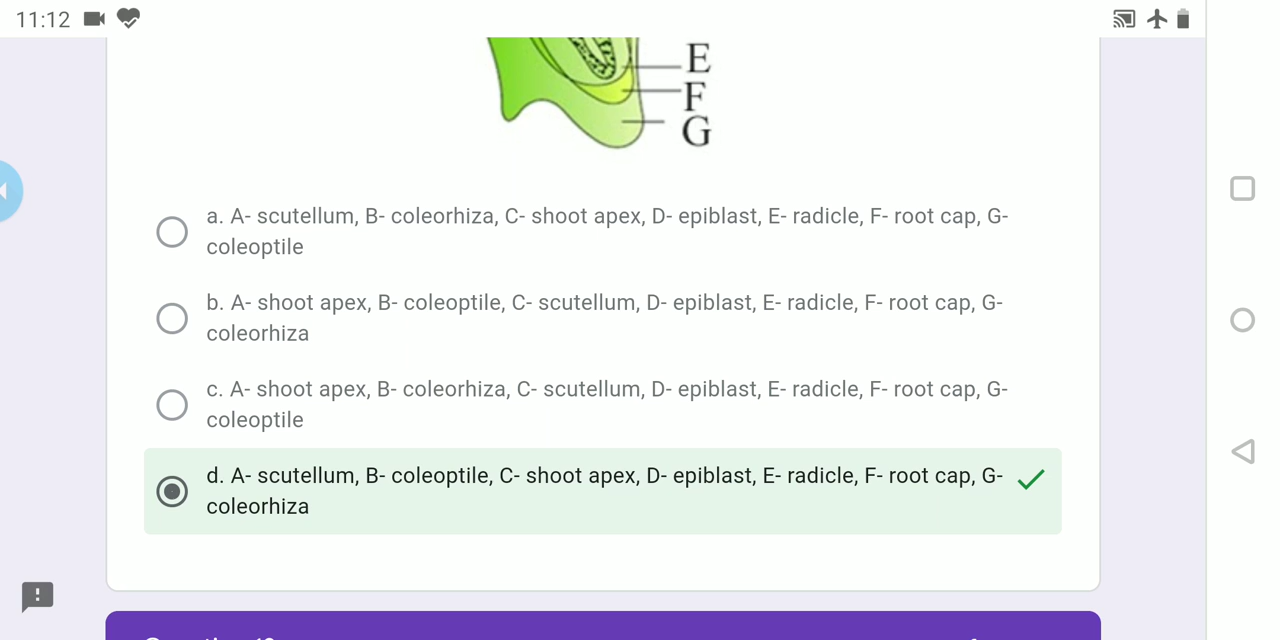 11:12
E
F
G
a. A- scutellum, B- coleorhiza, C- shoot apex, D- epiblast, E- radicle, F- root cap, G-
coleoptile
b. A- shoot apex, B- coleoptile, C- scutellum, D- epiblast, E- radicle, F- root cap, G-
coleorhiza
c. A- shoot apex, B- coleorhiza, C- scutellum, D- epiblast, E- radicle, F- root cap, G-
coleoptile
d. A- scutellum, B- coleoptile, C- shoot apex, D- epiblast, E- radicle, F- root cap, G-
coleorhiza